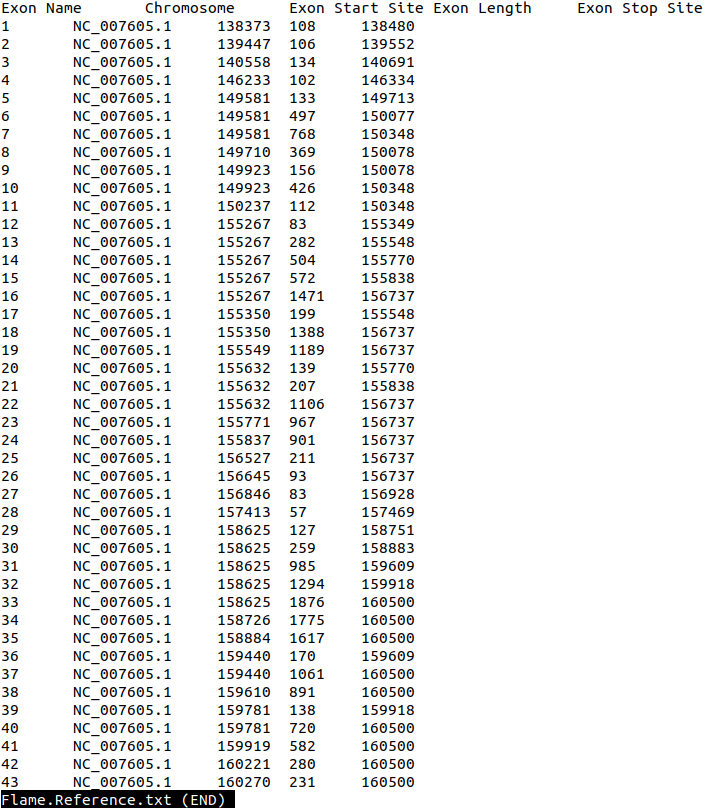 Exon Name Chromosome Exon Start Site Exon Length Exon Stop Site
1 NC_007605.1 138373 108 138480
2 NC_007605.1 139447 106 139552
3 NC_007605.1 140558 134 140691
4 NC_007605.1 146233 102 146334
5 NC_007605.1 149581 133 149713
6 NC_007605.1 149581 497 150077
7 NC_007605.1 149581 768 150348
8 NC_007605.1 149710 369 150078
9 NC_007605.1 149923 156 150078
10 NC_007605.1 149923 426 150348
11 NC_007605.1 150237 112 150348
12 NC_007605.1 155267 83 155349
13 NC_007605.1 155267 282 155548
14 NC_007605.1 155267 504 155770
15 NC_007605.1 155267 572 155838
16 NC_007605.1 155267 1471 156737
17 NC_007605.1 155350 199 155548
18 NC_007605.1 155350 1388 156737
19 NC_007605.1 155549 1189 156737
20 NC_007605.1 155632 139 155770
21 NC_007605.1 155632 207 155838
22 NC_007605.1 155632 1106 156737
23 NC_007605.1 155771 967 156737
24 NC_007605.1 155837 901 156737
25 NC_007605.1 156527 211 156737
26 NC_007605.1 156645 93 156737
27 NC_007605.1 156846 83 156928
28 NC_007605.1 157413 57 157469
29 NC_007605.1 158625 127 158751
30 NC_007605.1 158625 259 158883
31 NC_007605.1 158625 985 159609
32 NC_007605.1 158625 1294 159918
33 NC_007605.1 158625 1876 160500
34 NC_007605.1 158726 1775 160500
35 NC_007605.1 158884 1617 160500
36 NC_007605.1 159440 170 159609
37 NC_007605.1 159440 1061 160500
38 NC_007605.1 159610 891 160500
39 NC_007605.1 159781 138 159918
40 NC_007605.1 159781 720 160500
41 NC_007605.1 159919 582 160500
42 NC_007605.1 160221 280 160500
43 NC_007605.1 160270 231 160500
Flame.Reference.txt (END)